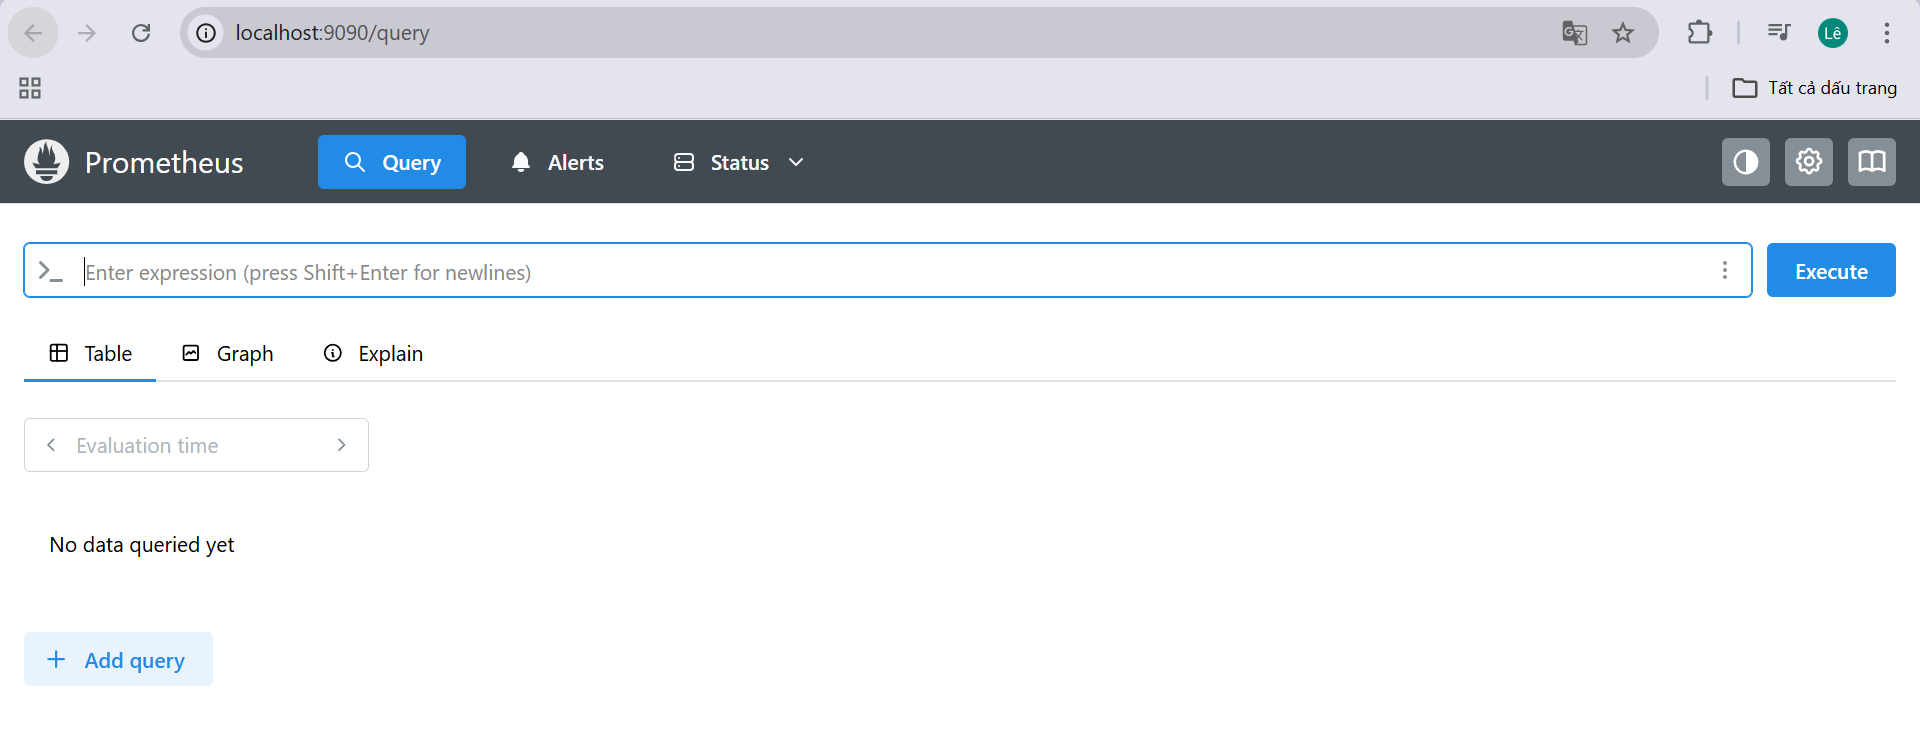 localhost:9090/query
Lê
Tất cả dấu trang
Prometheus
Query
Alerts
Status
Enter expression (press Shift+Enter for newlines)
Execute
Table
Graph
Explain
Evaluation time
No data queried yet
Add query